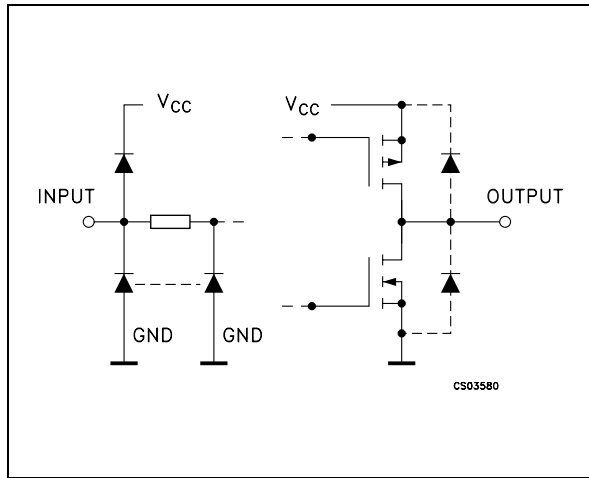 VCC
VCC
INPUT
OUTPUT
GND
GND
CS03580